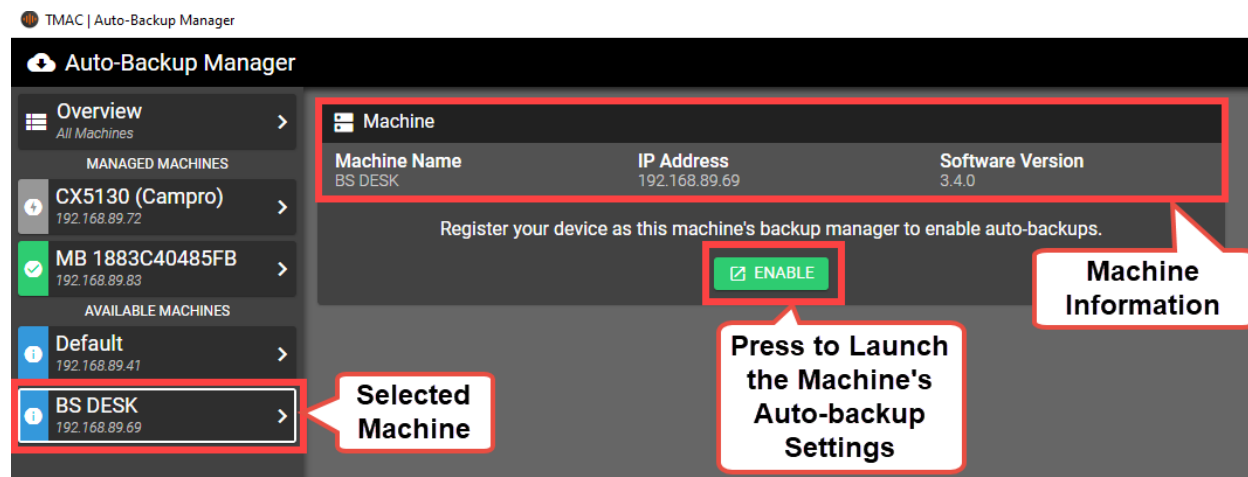 TMAC | Auto-Backup Manager
Auto-Backup Manager
Overview
All Machines
MANAGED MACHINES
CX5130 (Campro)
192.168.89.72
MB 1883C40485FB
192.168.89.83
AVAILABLE MACHINES
Default
192.168.89.41
BS DESK
192.168.89.69
Selected
Machine
Machine
Machine Name IP Address Software Version
BS DESK 192.168.89.69 3.4.0
Register your device as this machine's backup manager to enable auto-backups.
ENABLE
Machine
Information
Press to Launch
the Machine's
Auto-backup
Settings